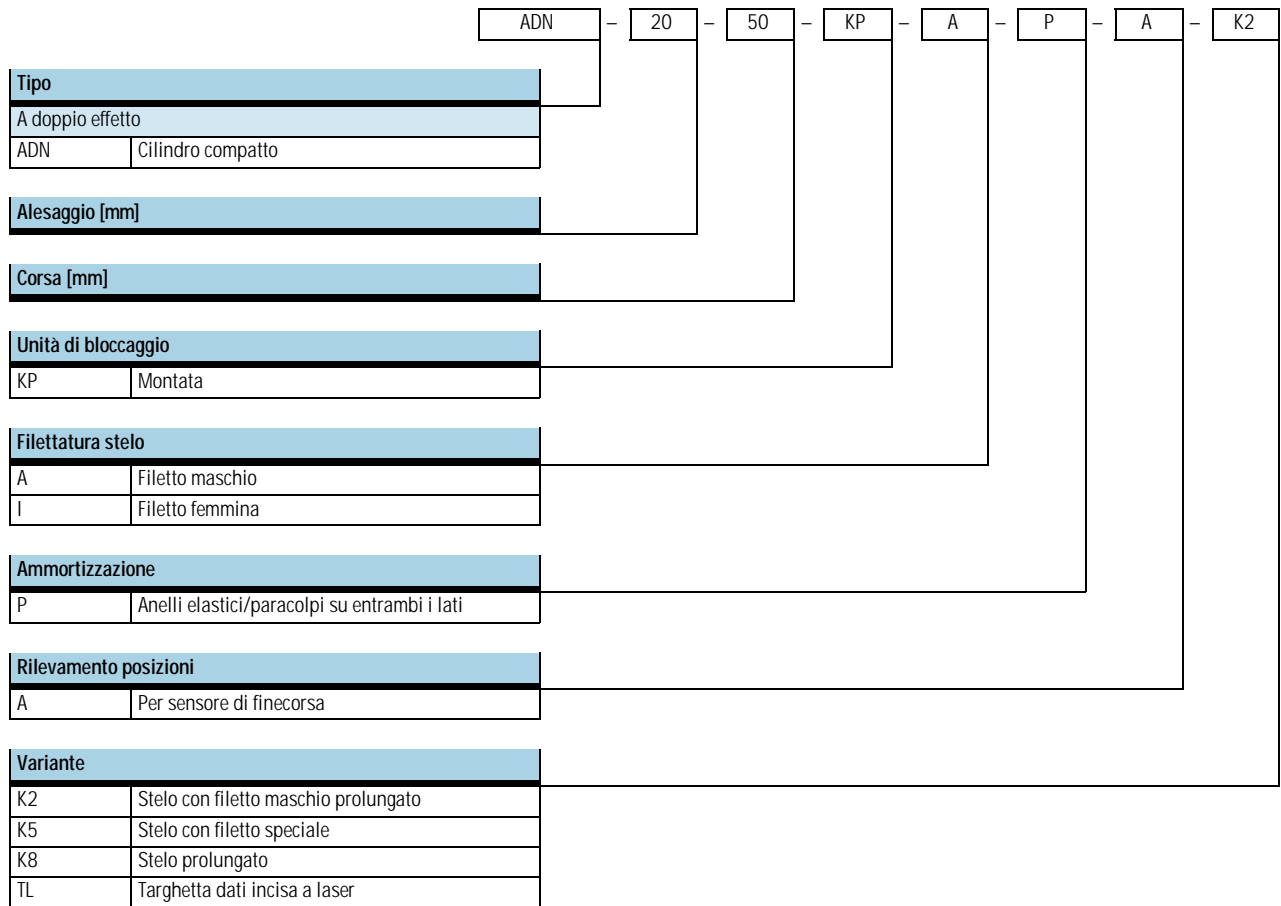 ADN – 20 – 50 – KP – A – P – A – K2
Tipo
A doppio effetto
ADN Cilindro compatto
Alesaggio [mm]
Corsa [mm]
Unità di bloccaggio
KP Montata
Filettatura stelo
A Filetto maschio
I Filetto femmina
Ammortizzazione
P Anelli elastici/paracolpi su entrambi i lati
Rilevamento posizioni
A Per sensore di finecorsa
Variante
K2 Stelo con filetto maschio prolungato
K5 Stelo con filetto speciale
K8 Stelo prolungato
TL Targhetta dati incisa a laser